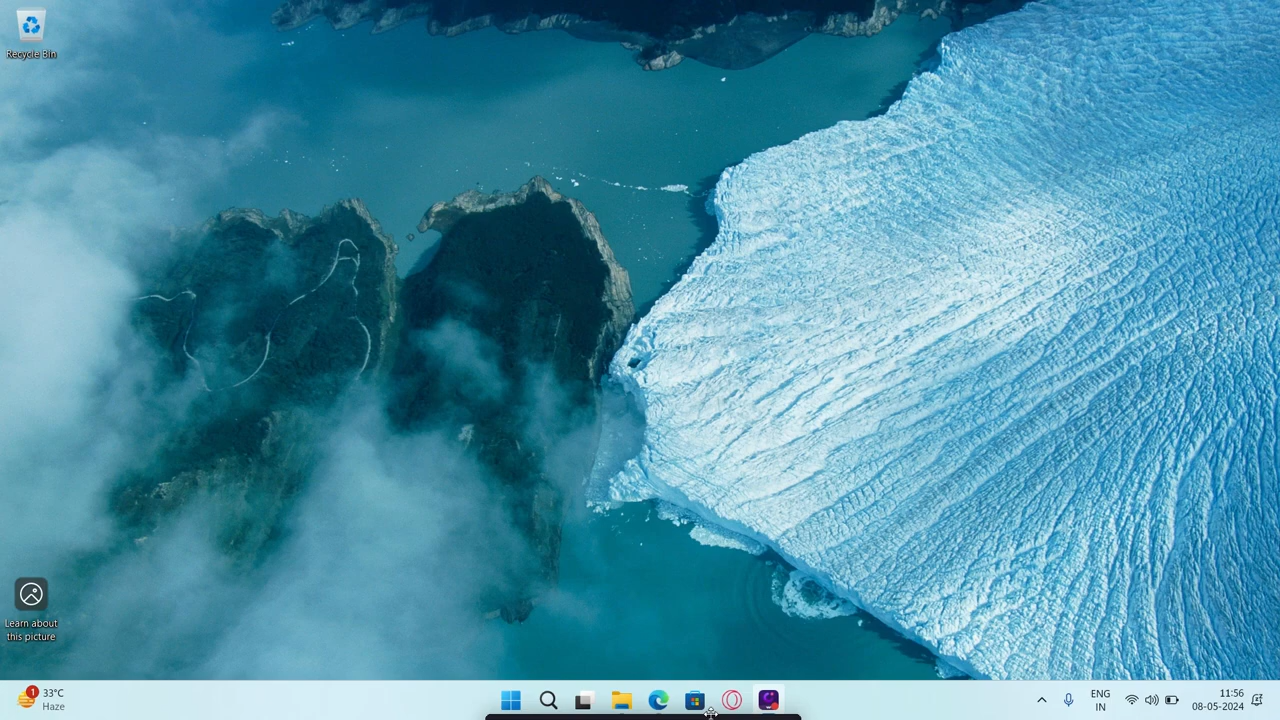 Recycle Bin
Learn about
this picture
1
33°C
Haze
ENG
IN
11:56
08-05-2024